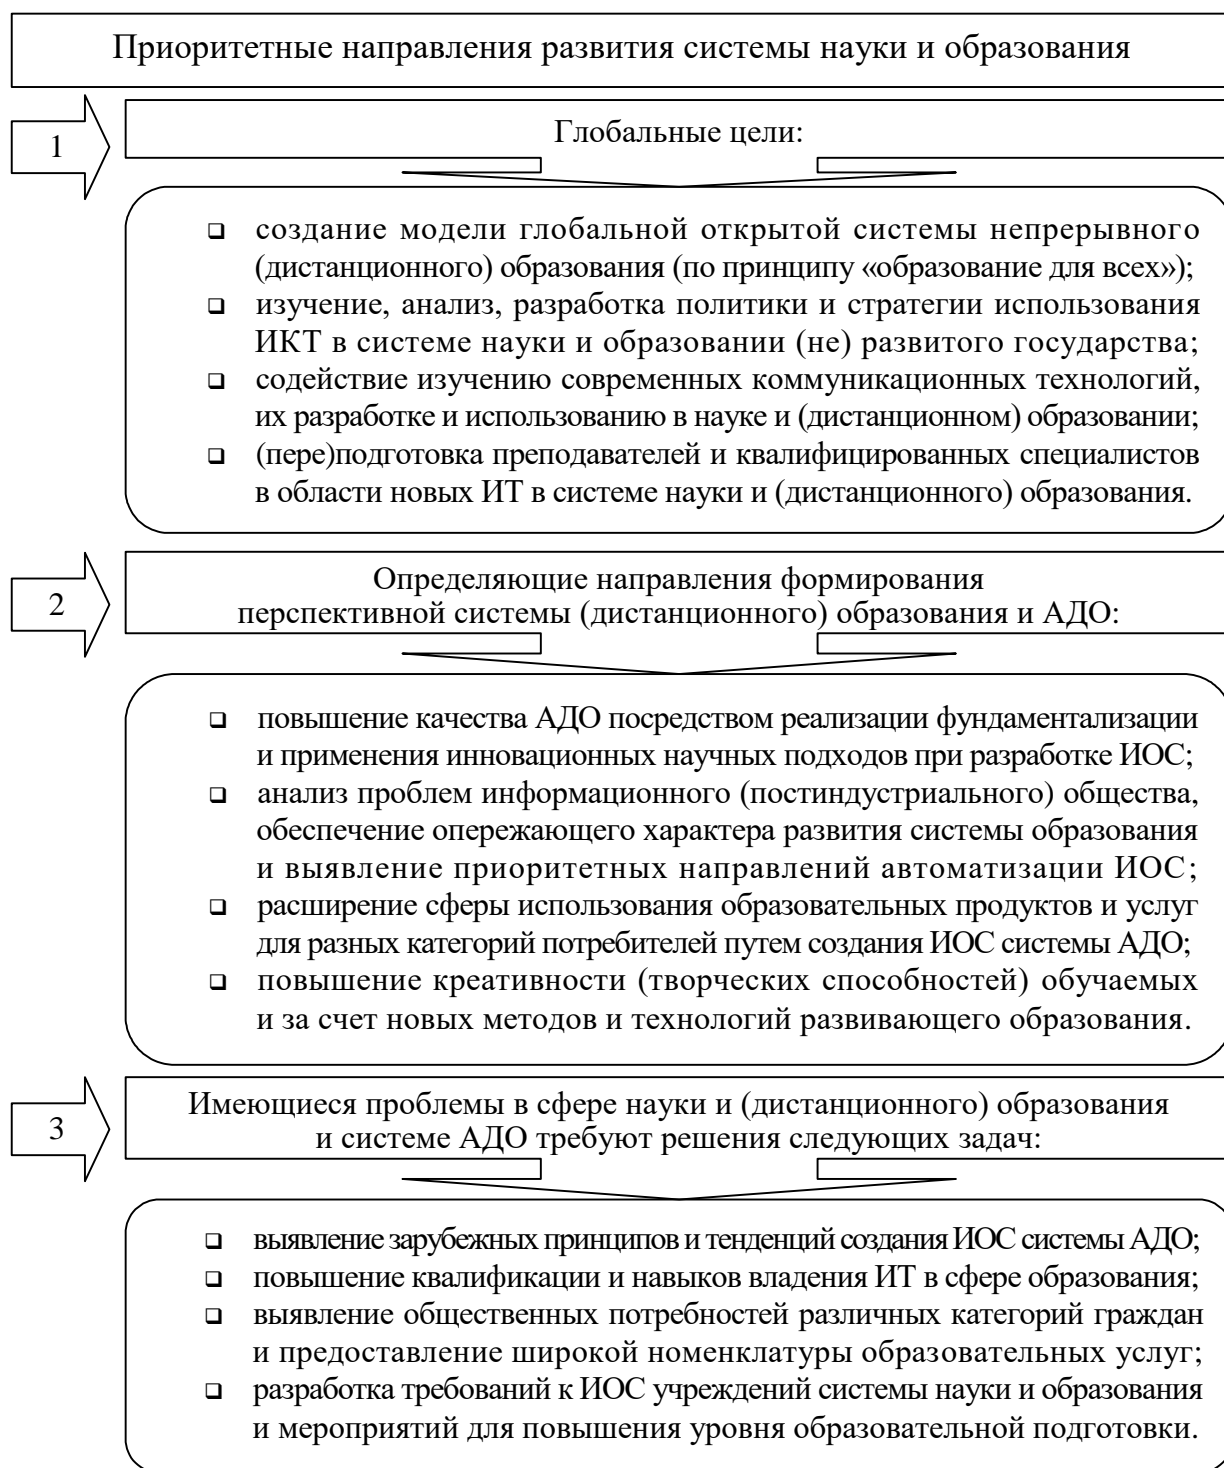 Приоритетные направления развития системы науки и образования
1
Глобальные цели:
❑ создание модели глобальной открытой системы непрерывного
(дистанционного) образования (по принципу «образование для всех»);
❑ изучение, анализ, разработка политики и стратегии использования
ИКТ в системе науки и образовании (не) развитого государства;
❑ содействие изучению современных коммуникационных технологий,
их разработке и использованию в науке и (дистанционном) образовании;
❑ (пере)подготовка преподавателей и квалифицированных специалистов
в области новых ИТ в системе науки и (дистанционного) образования.
2
Определяющие направления формирования
перспективной системы (дистанционного) образования и АДО:
❑ повышение качества АДО посредством реализации фундаментализации
и применения инновационных научных подходов при разработке ИОС;
❑ анализ проблем информационного (постиндустриального) общества,
обеспечение опережающего характера развития системы образования
и выявление приоритетных направлений автоматизации ИОС;
❑ расширение сферы использования образовательных продуктов и услуг
для разных категорий потребителей путем создания ИОС системы АДО;
❑ повышение креативности (творческих способностей) обучаемых
и за счет новых методов и технологий развивающего образования.
3
Имеющиеся проблемы в сфере науки и (дистанционного) образования
и системе АДО требуют решения следующих задач:
❑ выявление зарубежных принципов и тенденций создания ИОС системы АДО;
❑ повышение квалификации и навыков владения ИТ в сфере образования;
❑ выявление общественных потребностей различных категорий граждан
и предоставление широкой номенклатуры образовательных услуг;
❑ разработка требований к ИОС учреждений системы науки и образования
и мероприятий для повышения уровня образовательной подготовки.